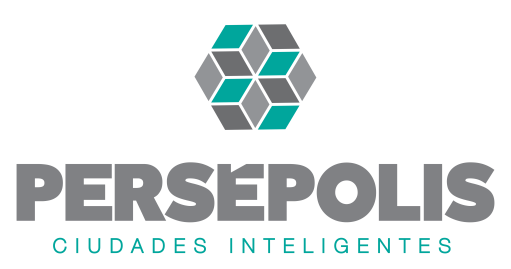 PERSÉPOLIS
CIUDADES INTELIGENTES